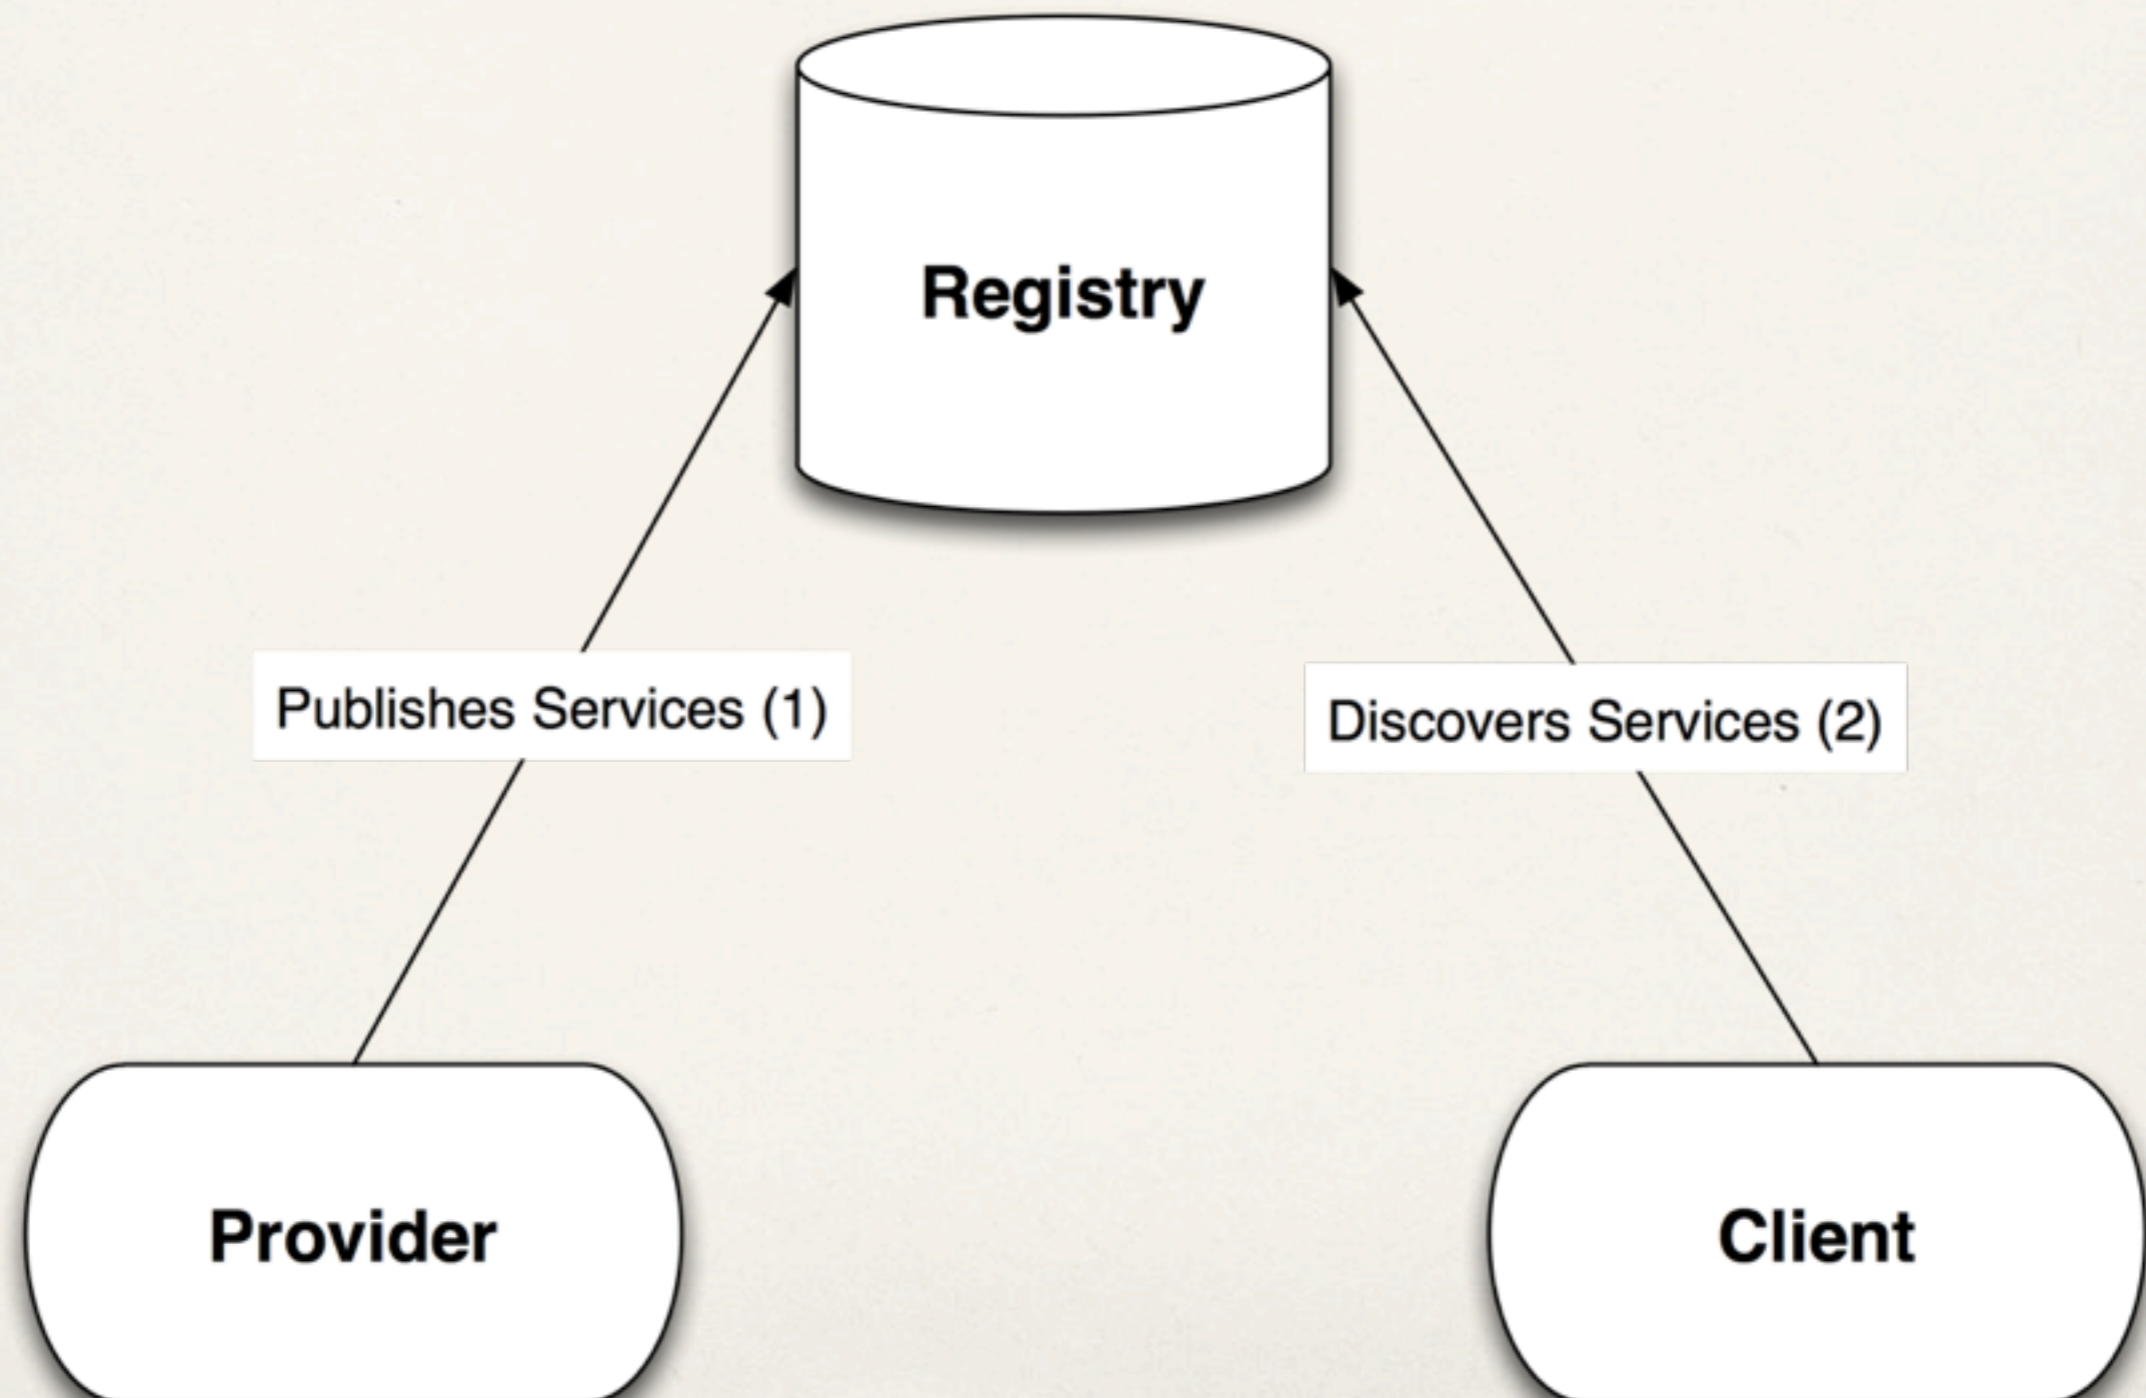 Registry
Publishes Services (1)
Discovers Services (2)
Provider
Client